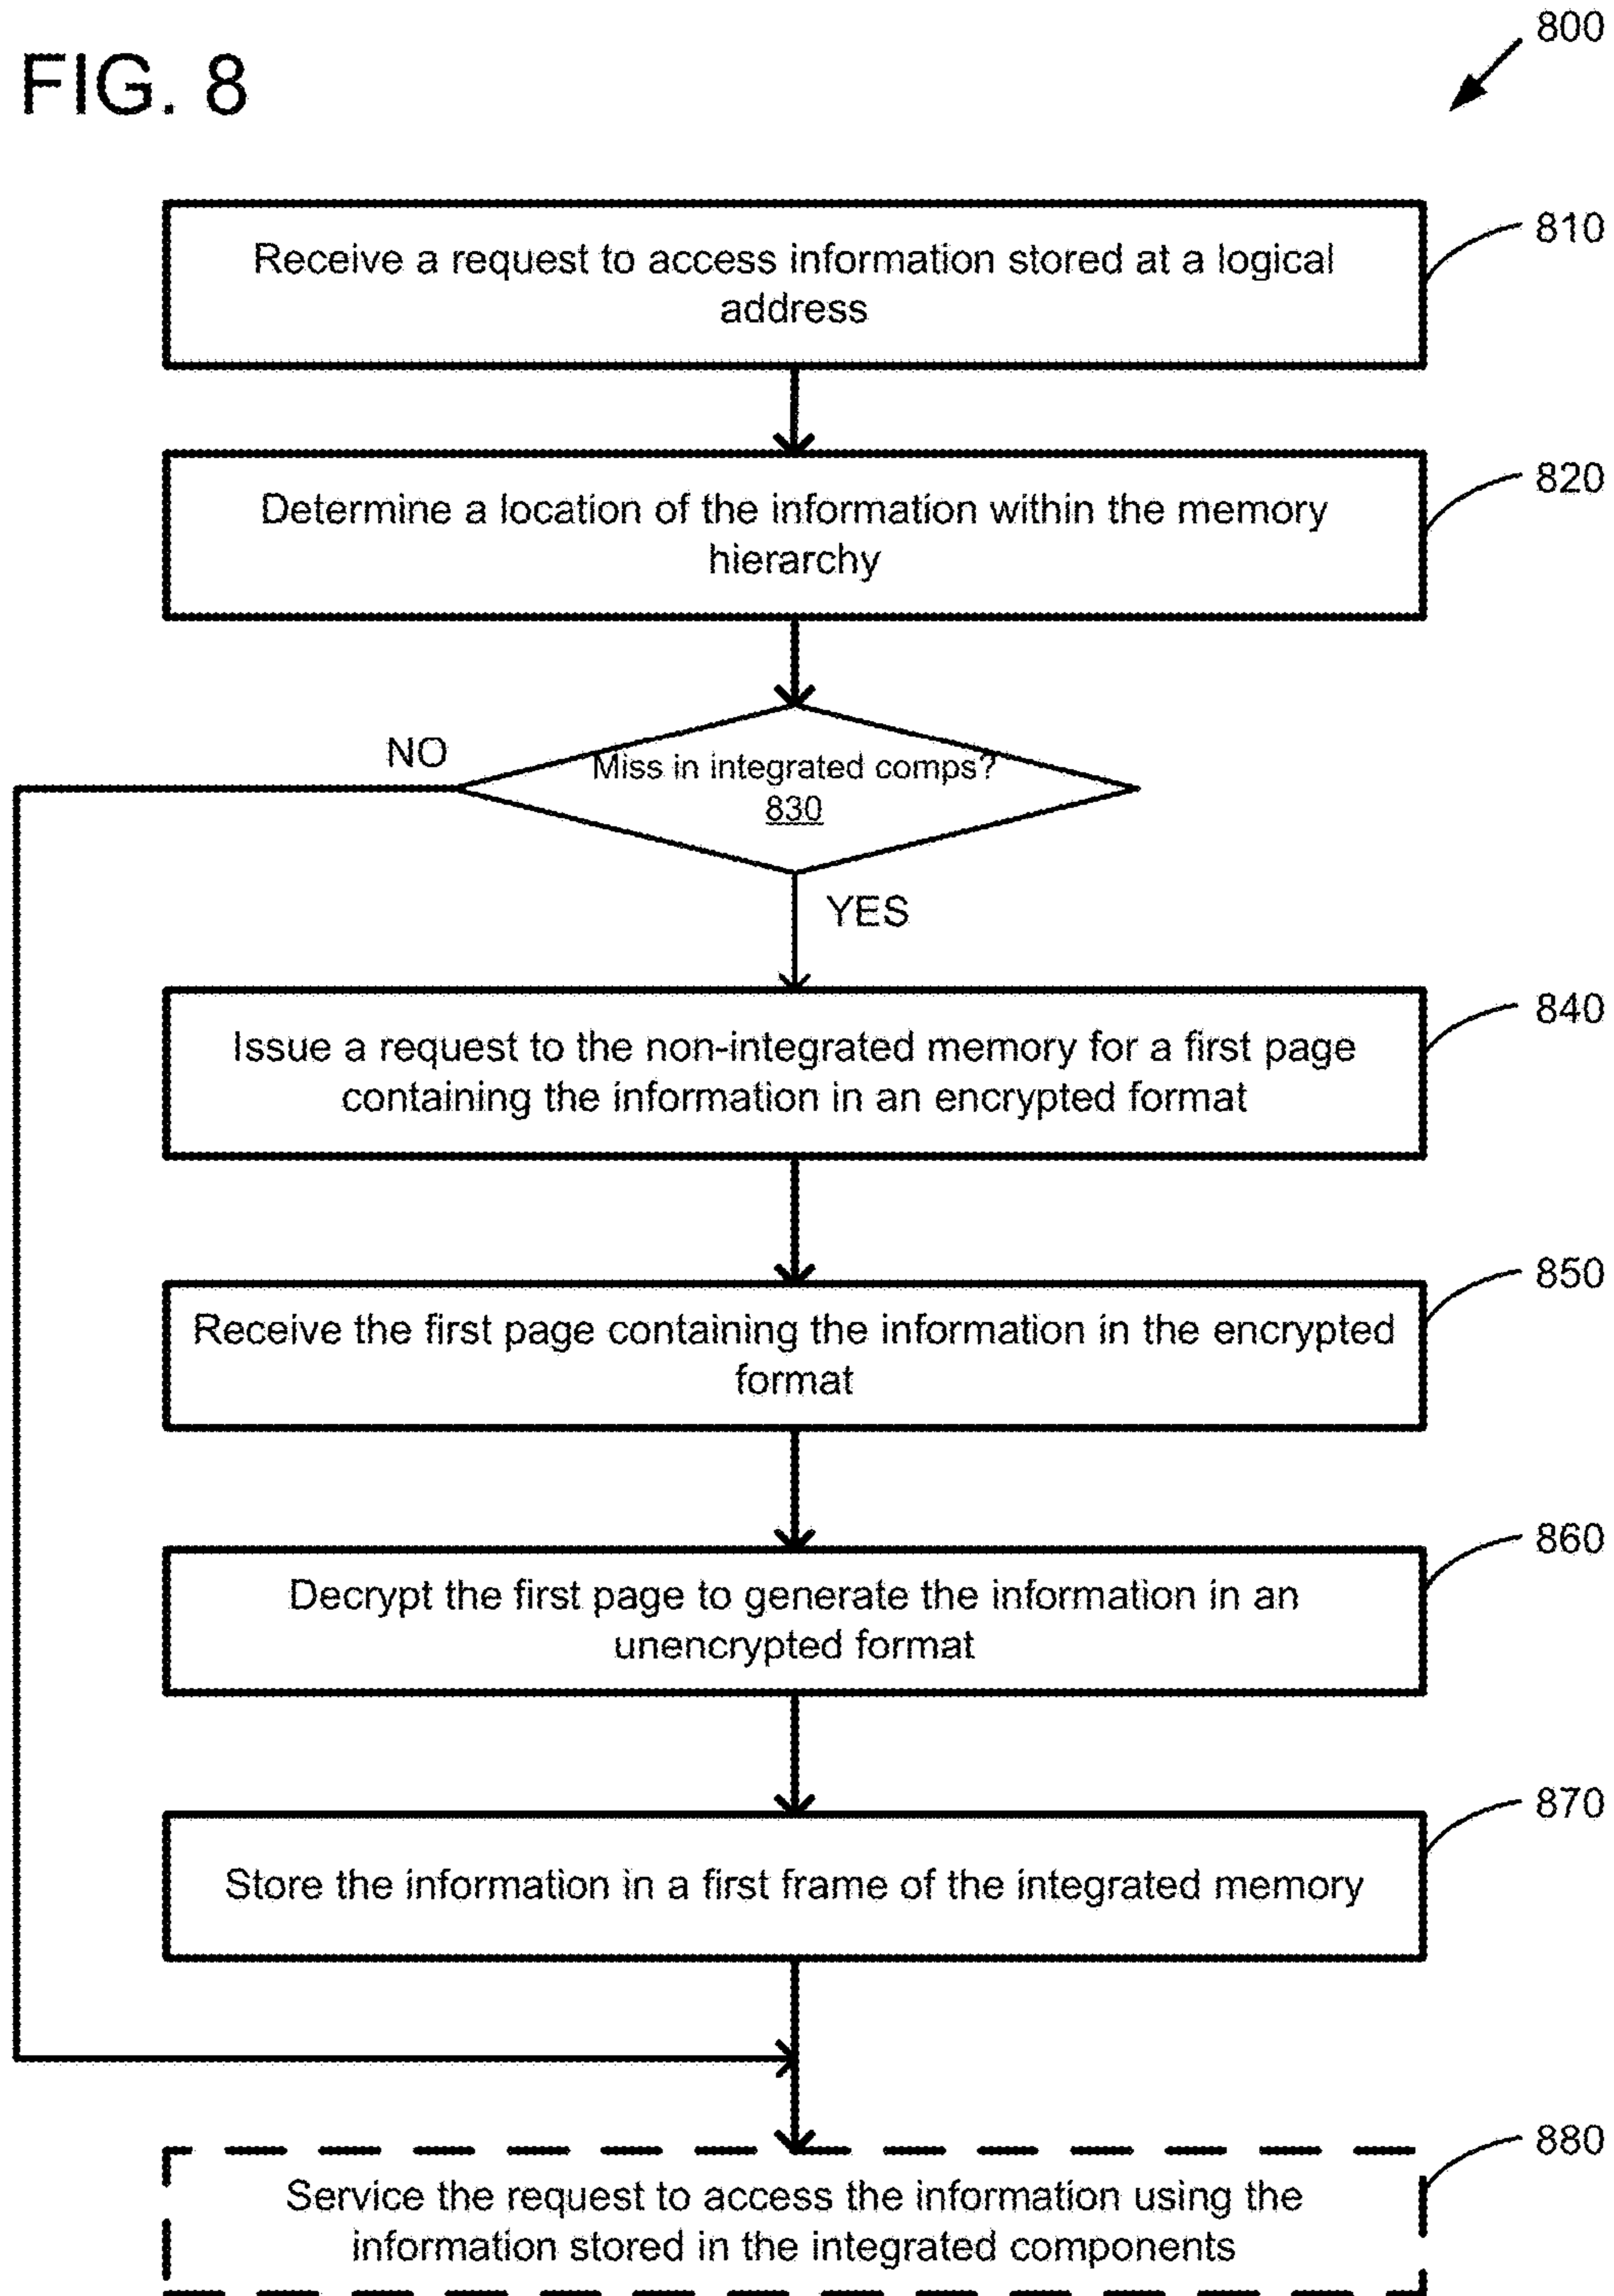 FIG. 8
800
Receive a request to access information stored at a logical
address
810
Determine a location of the information within the memory
hierarchy
820
NO
Miss in integrated comps?
830
YES
Issue a request to the non-integrated memory for a first page
containing the information in an encrypted format
840
Receive the first page containing the information in the encrypted
format
850
Decrypt the first page to generate the information in an
unencrypted format
860
Store the information in a first frame of the integrated memory
870
Service the request to access the information using the
information stored in the integrated components
880